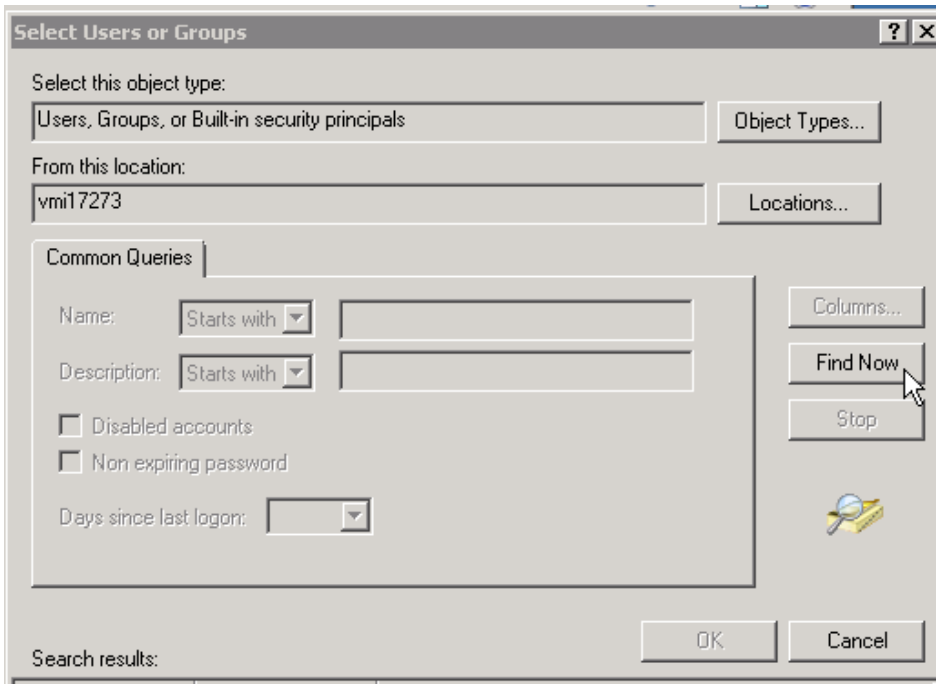 Select Users or Groups
Select this object type:
Users, Groups, or Built-in security principals
Object Types...
From this location:
vmi17273
Locations...
Common Queries
Name:
Starts with
Columns...
Description:
Starts with
Find Now
Disabled accounts
Stop
Non expiring password
Days since last logon:
OK
Cancel
Search results: